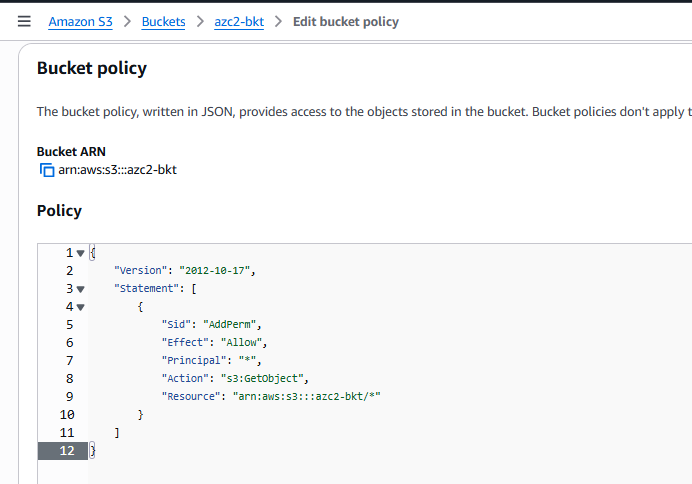 Amazon S3 > Buckets > azc2-bkt > Edit bucket policy
Bucket policy
The bucket policy, written in JSON, provides access to the objects stored in the bucket. Bucket policies don't apply t
Bucket ARN
arn:aws:s3:::azc2-bkt
Policy
1 {
2 "Version": "2012-10-17",
3 "Statement": [
4 {
5 "Sid": "AddPerm",
6 "Effect": "Allow",
7 "Principal": "*",
8 "Action": "s3:GetObject",
9 "Resource": "arn:aws:s3:::azc2-bkt/*"
10 }
11 ]
12 }